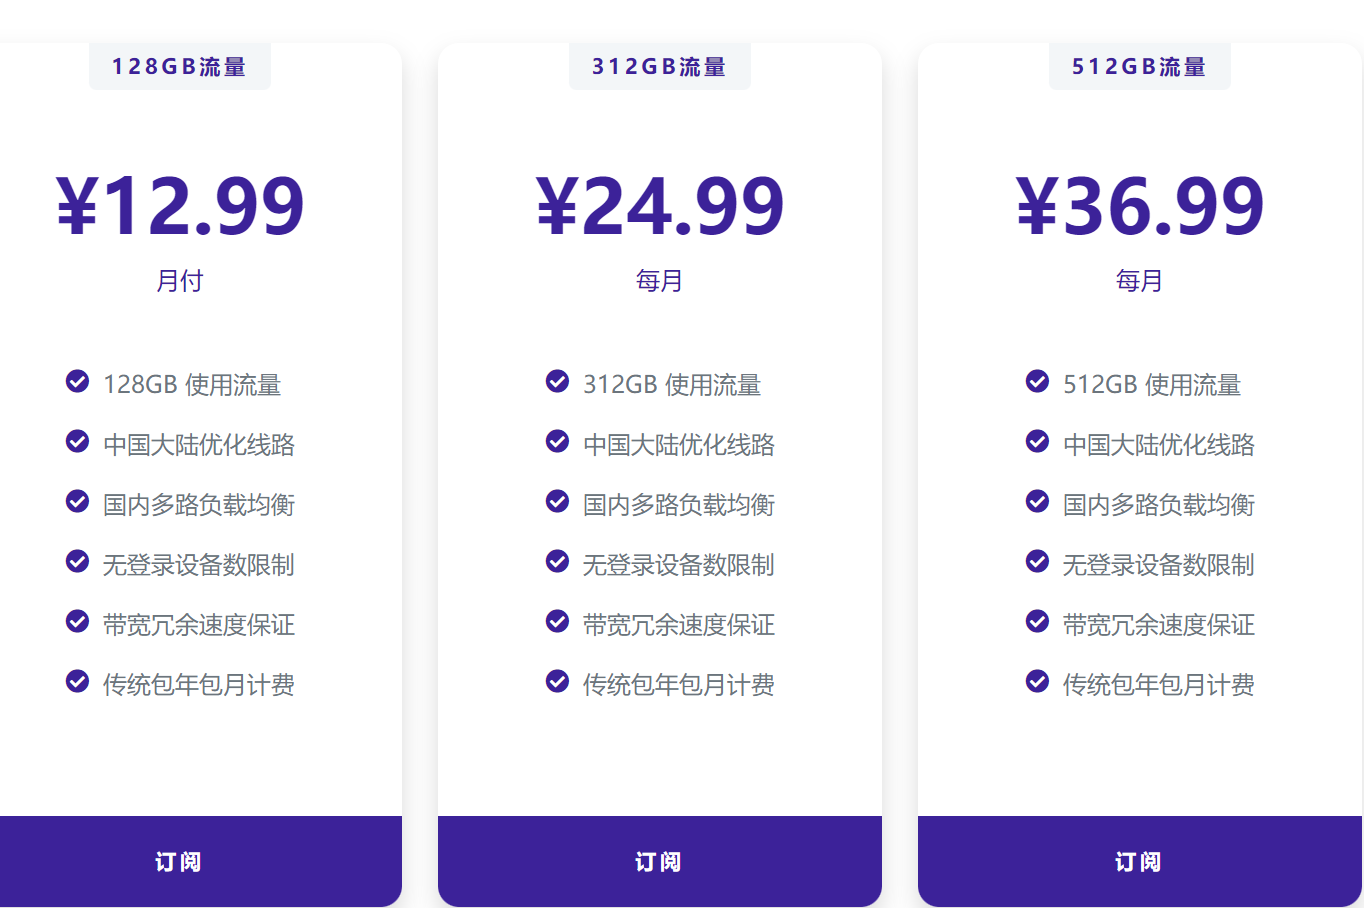 128GB流量
¥12.99
月付
128GB 使用流量
中国大陆优化线路
国内多路负载均衡
无登录设备数限制
带宽冗余速度保证
传统包年包月计费
订阅
312GB流量
¥24.99
每月
312GB 使用流量
中国大陆优化线路
国内多路负载均衡
无登录设备数限制
带宽冗余速度保证
传统包年包月计费
订阅
512GB流量
¥36.99
每月
512GB 使用流量
中国大陆优化线路
国内多路负载均衡
无登录设备数限制
带宽冗余速度保证
传统包年包月计费
订阅